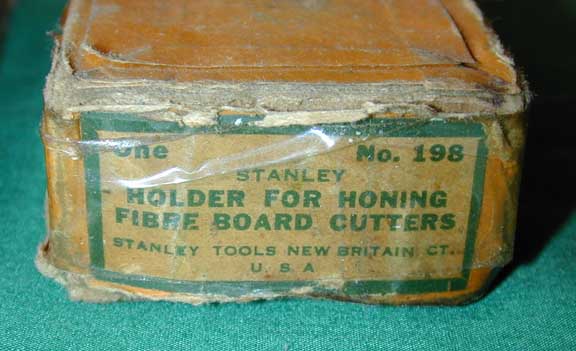 One No. 198
STANLEY
HOLDER FOR HONING
FIBRE BOARD CUTTERS
STANLEY TOOLS NEW BRITAIN CT.
U. S. A